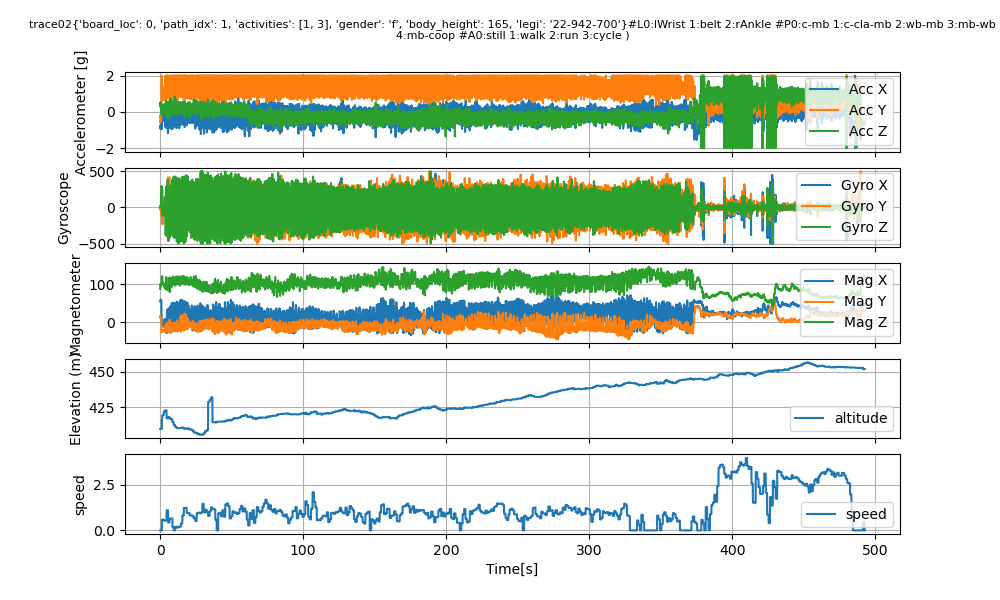 trace02{'board_loc': 0, 'path_idx': 1, 'activities': [1, 3], 'gender': 'f', 'body_height': 165, 'legi': '22-942-700'}#L0:lWrist 1:belt 2:rAnkle #P0:c-mb 1:c-cla-mb 2:wb-mb 3:mb-wb
4:mb-coop #A0:still 1:walk 2:run 3:cycle )
Accelerometer [g]
2
0
−2
Acc X
Acc Y
Acc Z
Gyroscope
500
0
−500
Gyro X
Gyro Y
Gyro Z
Magnetometer
100
0
Mag X
Mag Y
Mag Z
Elevation (m)
450
425
altitude
speed
2.5
0.0
speed
0
100
200
300
400
500
Time[s]